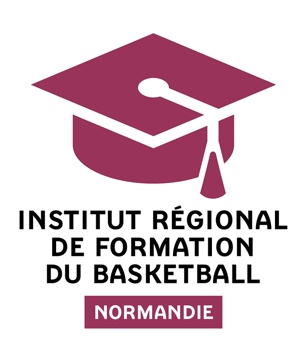 INSTITUT RÉGIONAL
DE FORMATION
DU BASKETBALL
NORMANDIE